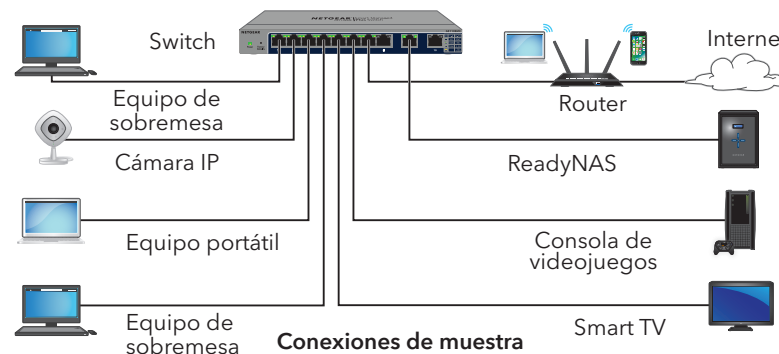 Switch
NETGEAR
Internet
Equipo de
sobremesa
Router
Cámara IP
ReadyNAS
Equipo portátil
Consola de
videojuegos
Equipo de
sobremesa
Conexiones de muestra
Smart TV